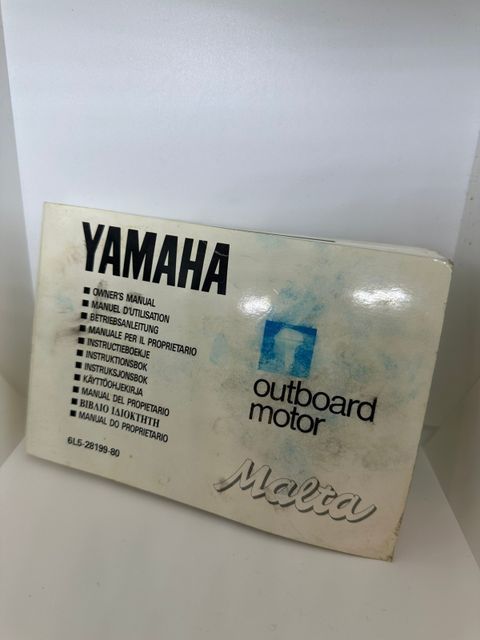 YAMAHA
■ OWNER'S MANUAL
■ MANUEL D'UTILISATION
■ BETRIEBSANLEITUNG
■ MANUALE PER IL PROPRIETARIO
■ INSTRUCTIEBOEKJE
■ INSTRUKTIONSBOK
■ INSTRUKSJONSBOK
■ KÄYTTÖOHJEKIRJA
■ MANUAL DEL PROPIETARIO
■ ΒΙΒΛΙΟ ΙΔΙΟΚΤΗΤΗ
■ MANUAL DO PROPRIETARIO
6L5-28199-80
outboard
motor
Malta